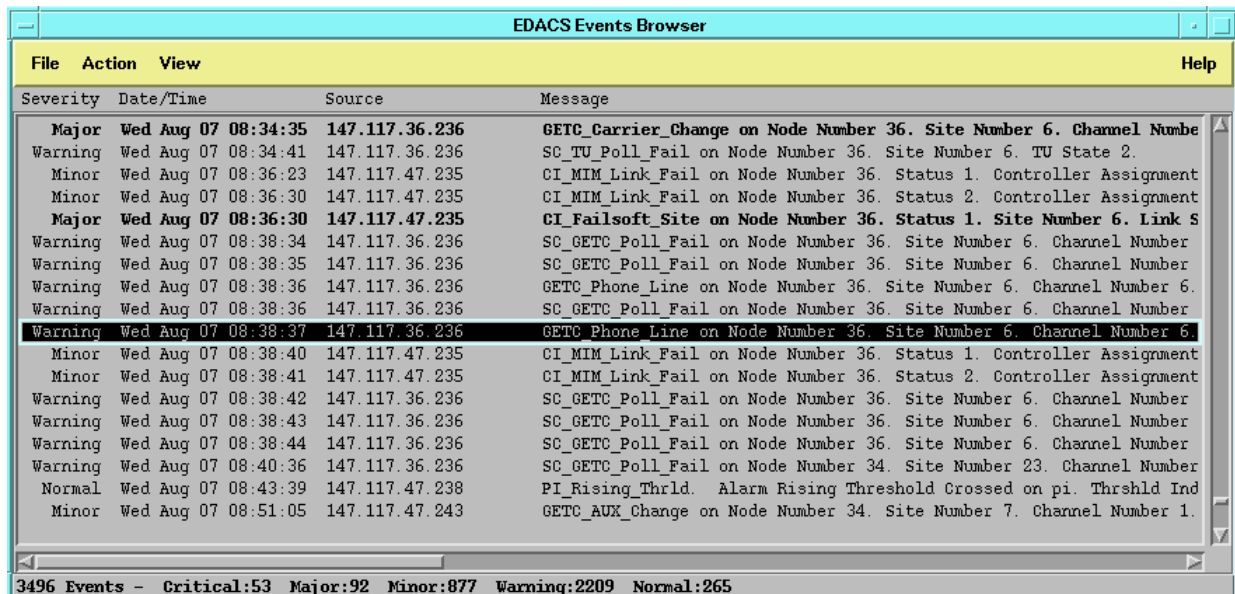 EDACS Events Browser
File Action View Help
Severity Date/Time Source Message
Major Wed Aug 07 08:34:35 147.117.36.236 GETC_Carrier_Change on Node Number 36. Site Number 6. Channel Numbe
Warning Wed Aug 07 08:34:41 147.117.36.236 SC_TU_Poll_Fail on Node Number 36. Site Number 6. TU State 2.
Minor Wed Aug 07 08:36:23 147.117.47.235 CI_MIM_Link_Fail on Node Number 36. Status 1. Controller Assignment
Minor Wed Aug 07 08:36:30 147.117.47.235 CI_MIM_Link_Fail on Node Number 36. Status 2. Controller Assignment
Major Wed Aug 07 08:36:30 147.117.47.235 CI_Failsoft_Site on Node Number 36. Status 1. Site Number 6. Link S
Warning Wed Aug 07 08:38:34 147.117.36.236 SC_GETC_Poll_Fail on Node Number 36. Site Number 6. Channel Number
Warning Wed Aug 07 08:38:35 147.117.36.236 SC_GETC_Poll_Fail on Node Number 36. Site Number 6. Channel Number
Warning Wed Aug 07 08:38:36 147.117.36.236 GETC_Phone_Line on Node Number 36. Site Number 6. Channel Number 6.
Warning Wed Aug 07 08:38:36 147.117.36.236 SC_GETC_Poll_Fail on Node Number 36. Site Number 6. Channel Number
Warning Wed Aug 07 08:38:37 147.117.36.236 GETC_Phone_Line on Node Number 36. Site Number 6. Channel Number 6.
Minor Wed Aug 07 08:38:40 147.117.47.235 CI_MIM_Link_Fail on Node Number 36. Status 1. Controller Assignment
Minor Wed Aug 07 08:38:41 147.117.47.235 CI_MIM_Link_Fail on Node Number 36. Status 2. Controller Assignment
Warning Wed Aug 07 08:38:42 147.117.36.236 SC_GETC_Poll_Fail on Node Number 36. Site Number 6. Channel Number
Warning Wed Aug 07 08:38:43 147.117.36.236 SC_GETC_Poll_Fail on Node Number 36. Site Number 6. Channel Number
Warning Wed Aug 07 08:38:44 147.117.36.236 SC_GETC_Poll_Fail on Node Number 36. Site Number 6. Channel Number
Warning Wed Aug 07 08:40:36 147.117.36.236 SC_GETC_Poll_Fail on Node Number 34. Site Number 23. Channel Number
Normal Wed Aug 07 08:43:39 147.117.47.238 PI_Rising_Thrld. Alarm Rising Threshold Crossed on pi. Thrshld Ind
Minor Wed Aug 07 08:51:05 147.117.47.243 GETC_AUX_Change on Node Number 34. Site Number 7. Channel Number 1.
3496 Events - Critical:53 Major:92 Minor:877 Warning:2209 Normal:265